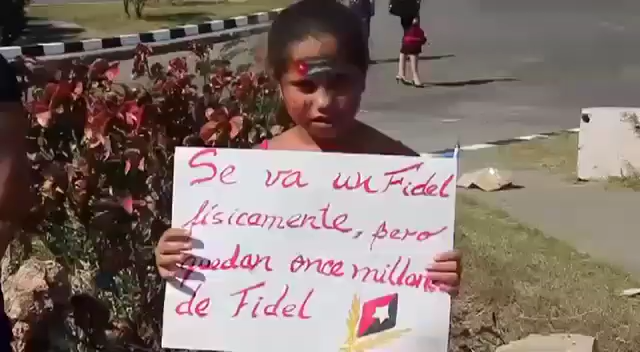 Se va un Fidel
físicamente, pero
quedan once millones
de Fidel